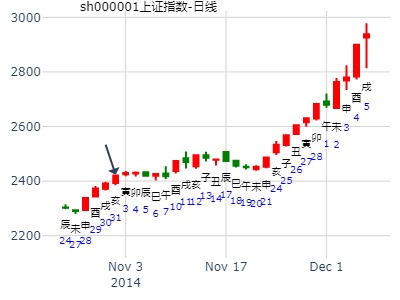 sh000001上证指数-日线
3000
2800
2600
2400
2200
辰 未 申 酉 戌 亥 寅 卯 辰 巳 午 酉 戌 亥 子 丑 辰 巳 午 未 申 亥 子 丑 寅 卯 午 未 申 酉 戌
24 27 28 29 30 31 3 4 5 6 7 10 11 12 13 14 17 18 19 20 21 24 25 26 27 28 1 2 3 4 5
Nov 3 Nov 17 Dec 1
2014